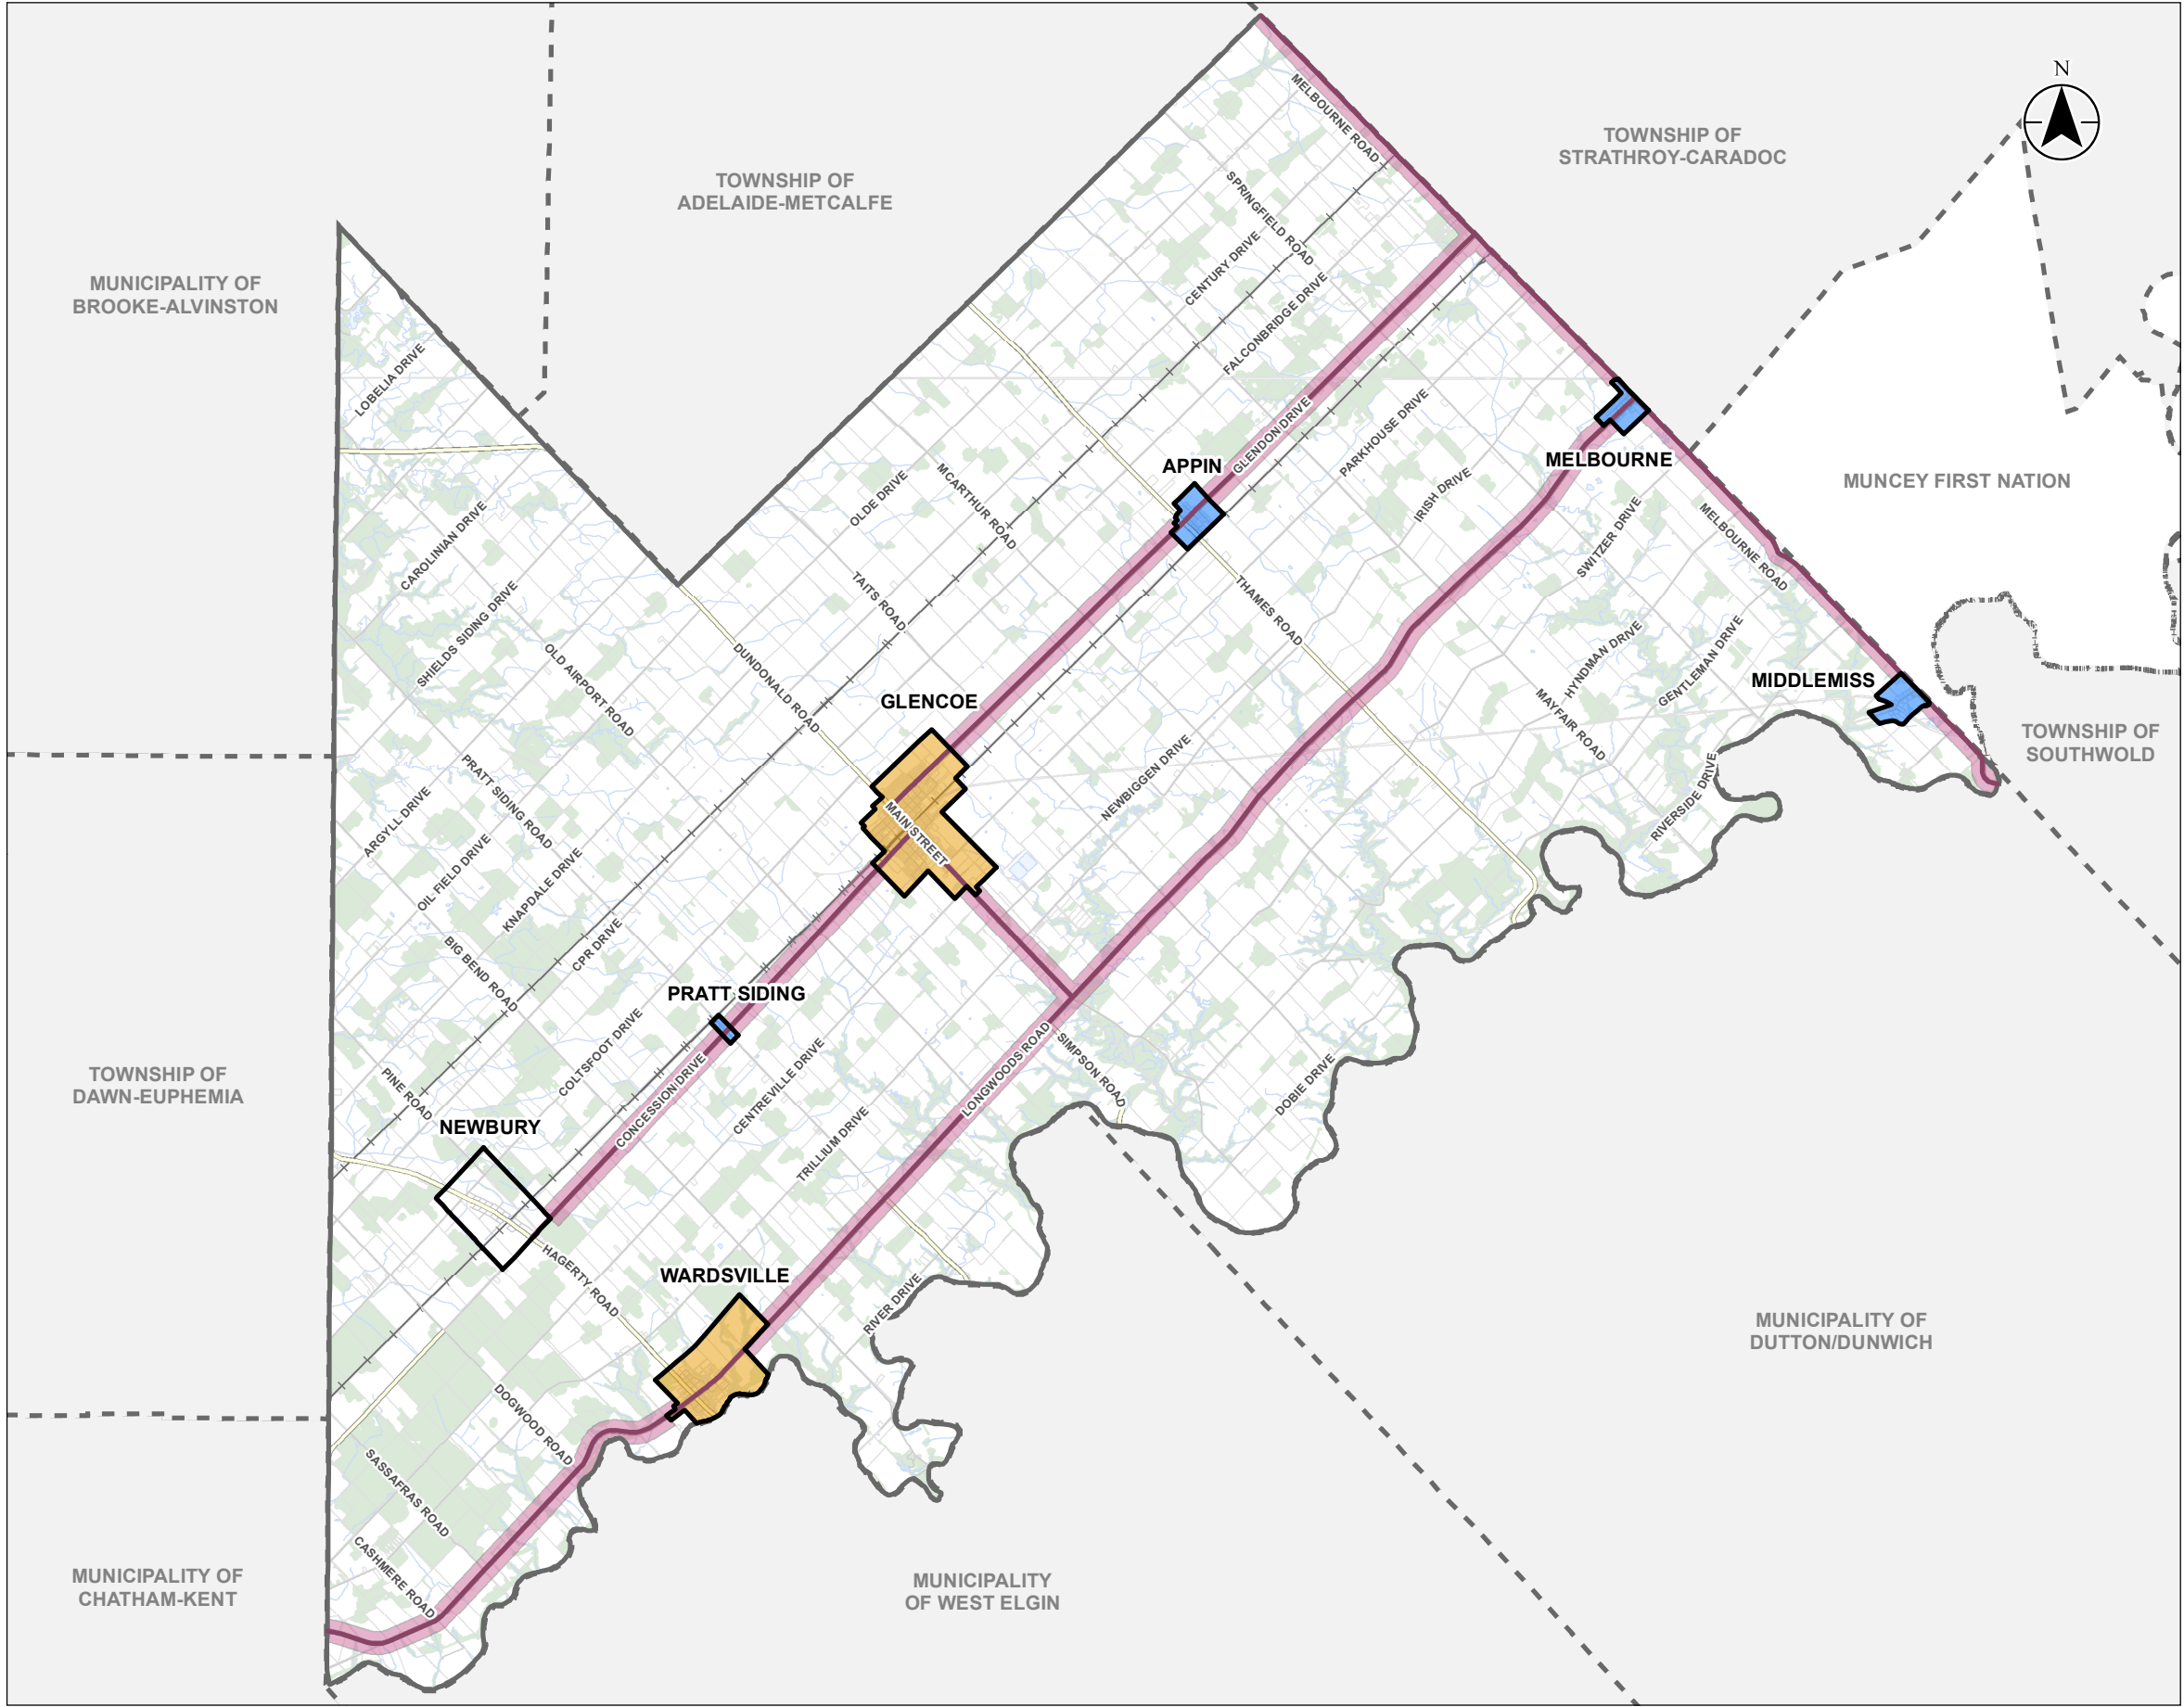 N
TOWNSHIP OF
STRATHROY-CARADOC
TOWNSHIP OF
ADELAIDE-METCALFE
MUNICIPALITY OF
BROOKE-ALVINSTON
MELBOURNE ROAD
SPRINGFIELD ROAD
CENTURY DRIVE
FALCONBRIDGE DRIVE
LOBELIA DRIVE
GLENDON DRIVE
PARKHOUSE DRIVE
APPIN
MELBOURNE
MUNCEY FIRST NATION
OLDE DRIVE
MCARTHUR ROAD
IRISH DRIVE
SWITZER DRIVE
MELBOURNE ROAD
CAROLINIAN DRIVE
SHIELDS SIDING DRIVE
TAITS ROAD
THAMES ROAD
OLD AIRPORT ROAD
DUNDONALD ROAD
HYNDMAN DRIVE
GENTLEMAN DRIVE
MAYFAIR ROAD
MIDDLEMISS
GLENCOE
TOWNSHIP OF
SOUTHWOLD
RIVERSIDE DRIVE
NEWBIGGEN DRIVE
PRATT SIDING ROAD
ARGYLL DRIVE
MAIN STREET
OIL FIELD DRIVE
KNAPDALE DRIVE
BIG BEND ROAD
CPR DRIVE
PRATT SIDING
COLTSFOOT DRIVE
CONCESSION DRIVE
CENTREVILLE DRIVE
LONGWOODS ROAD
SIMPSON ROAD
DOBIE DRIVE
TOWNSHIP OF
DAWN-EUPHEMIA
PINE ROAD
TRILLIUM DRIVE
NEWBURY
HAGERTY ROAD
WARDSVILLE
RIVER DRIVE
MUNICIPALITY OF
DUTTON/DUNWICH
DOGWOOD ROAD
SASSAFRAS ROAD
CASHMERE ROAD
MUNICIPALITY OF
CHATHAM-KENT
MUNICIPALITY
OF WEST ELGIN